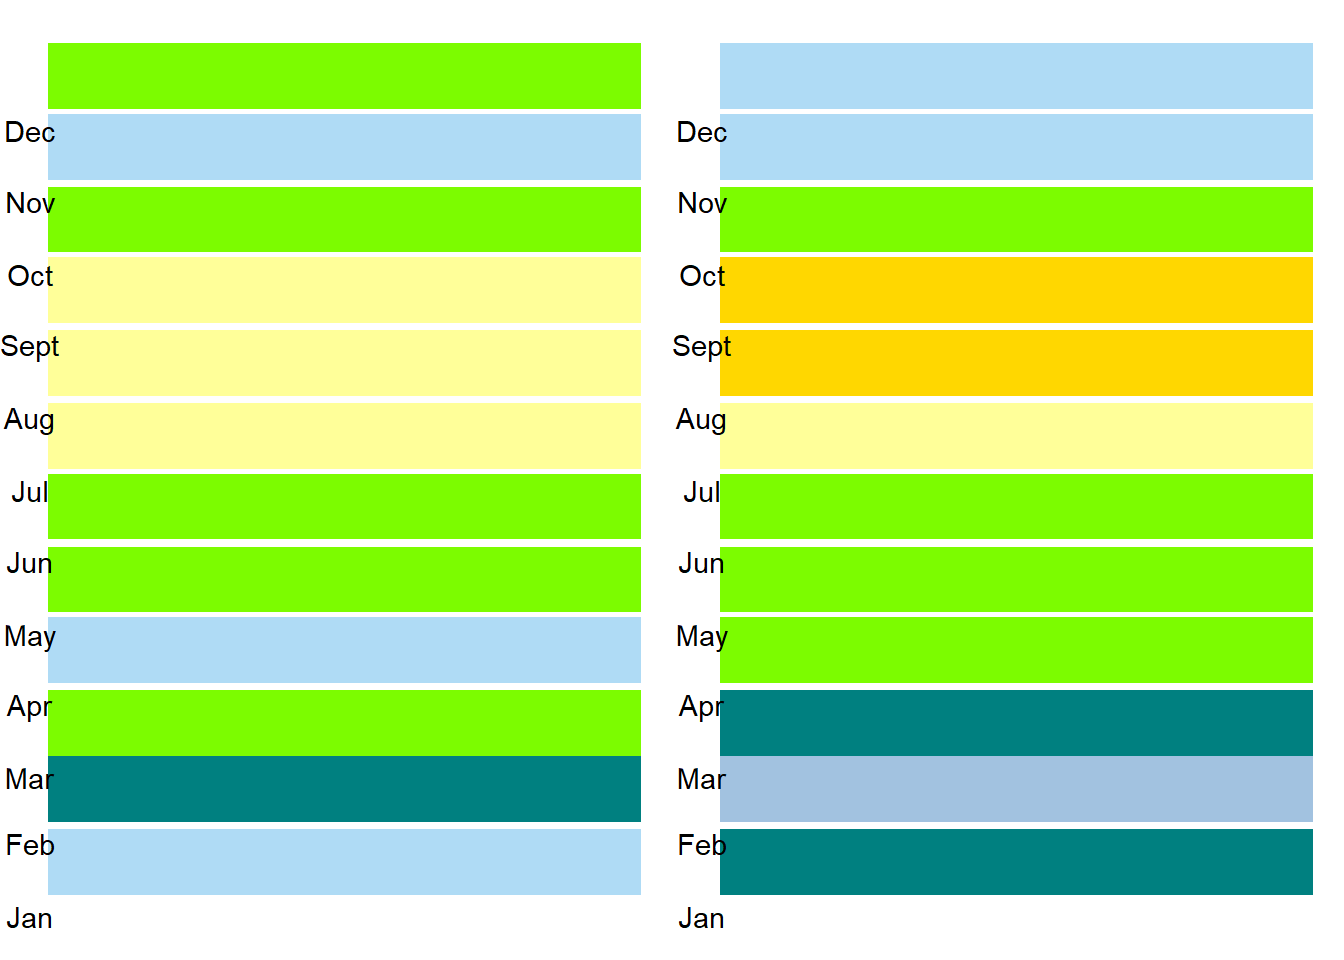 Dec
Nov
Oct
Sept
Aug
Jul
Jun
May
Apr
Mar
Feb
Jan
Dec
Nov
Oct
Sept
Aug
Jul
Jun
May
Apr
Mar
Feb
Jan